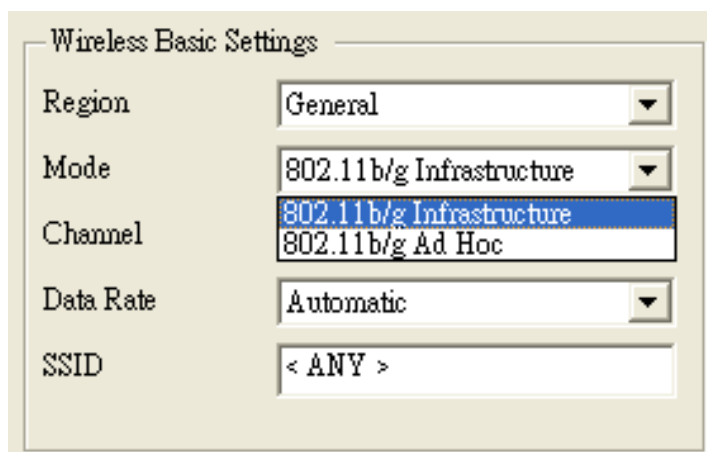 Wireless Basic Settings
Region General
Mode 802.11b/g Infrastructure
802.11b/g Infrastructure
Channel 802.11b/g Ad Hoc
Data Rate Automatic
SSID < ANY >